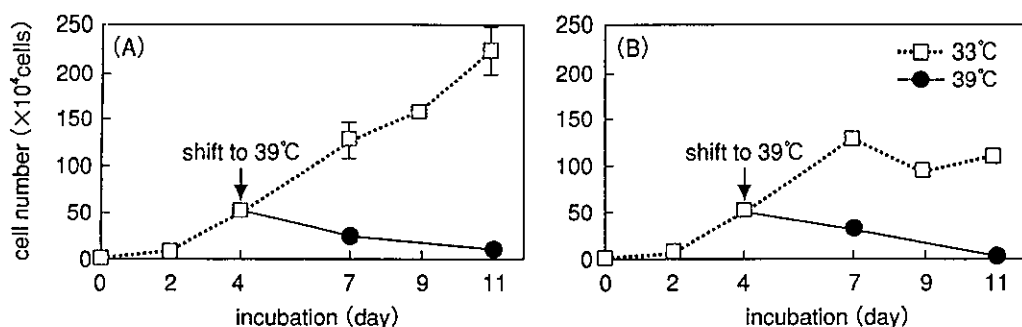 (A)
cell number (×10⁴cells)
250
200
150
100
50
0
shift to 39℃
0 2 4 7 9 11
incubation (day)
(B)
33℃
39℃
250
200
150
100
50
0
shift to 39℃
0 2 4 7 9 11
incubation (day)